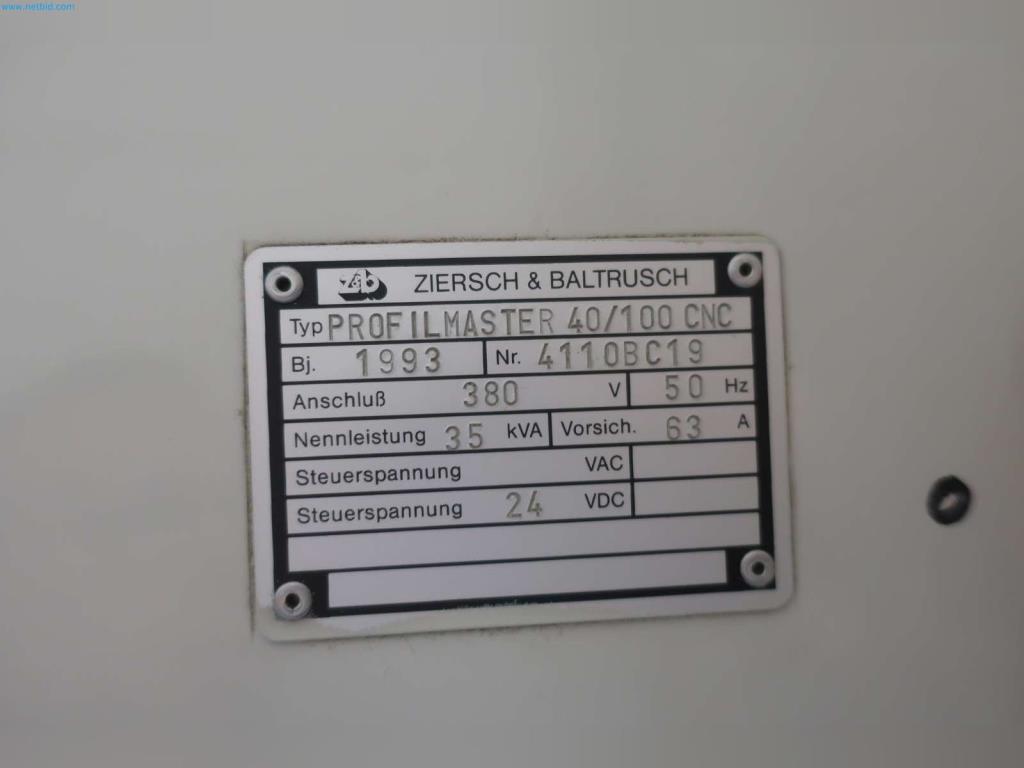 www.netbid.com
zb ZIERSCH & BALTRUSCH
Typ PROFILMASTER 40/100 CNC
Bj. 1993 Nr. 4110BC19
Anschluß 380 V 50 Hz
Nennleistung 35 kVA Vorsich. 63 A
Steuerspannung VAC
Steuerspannung 24 VDC